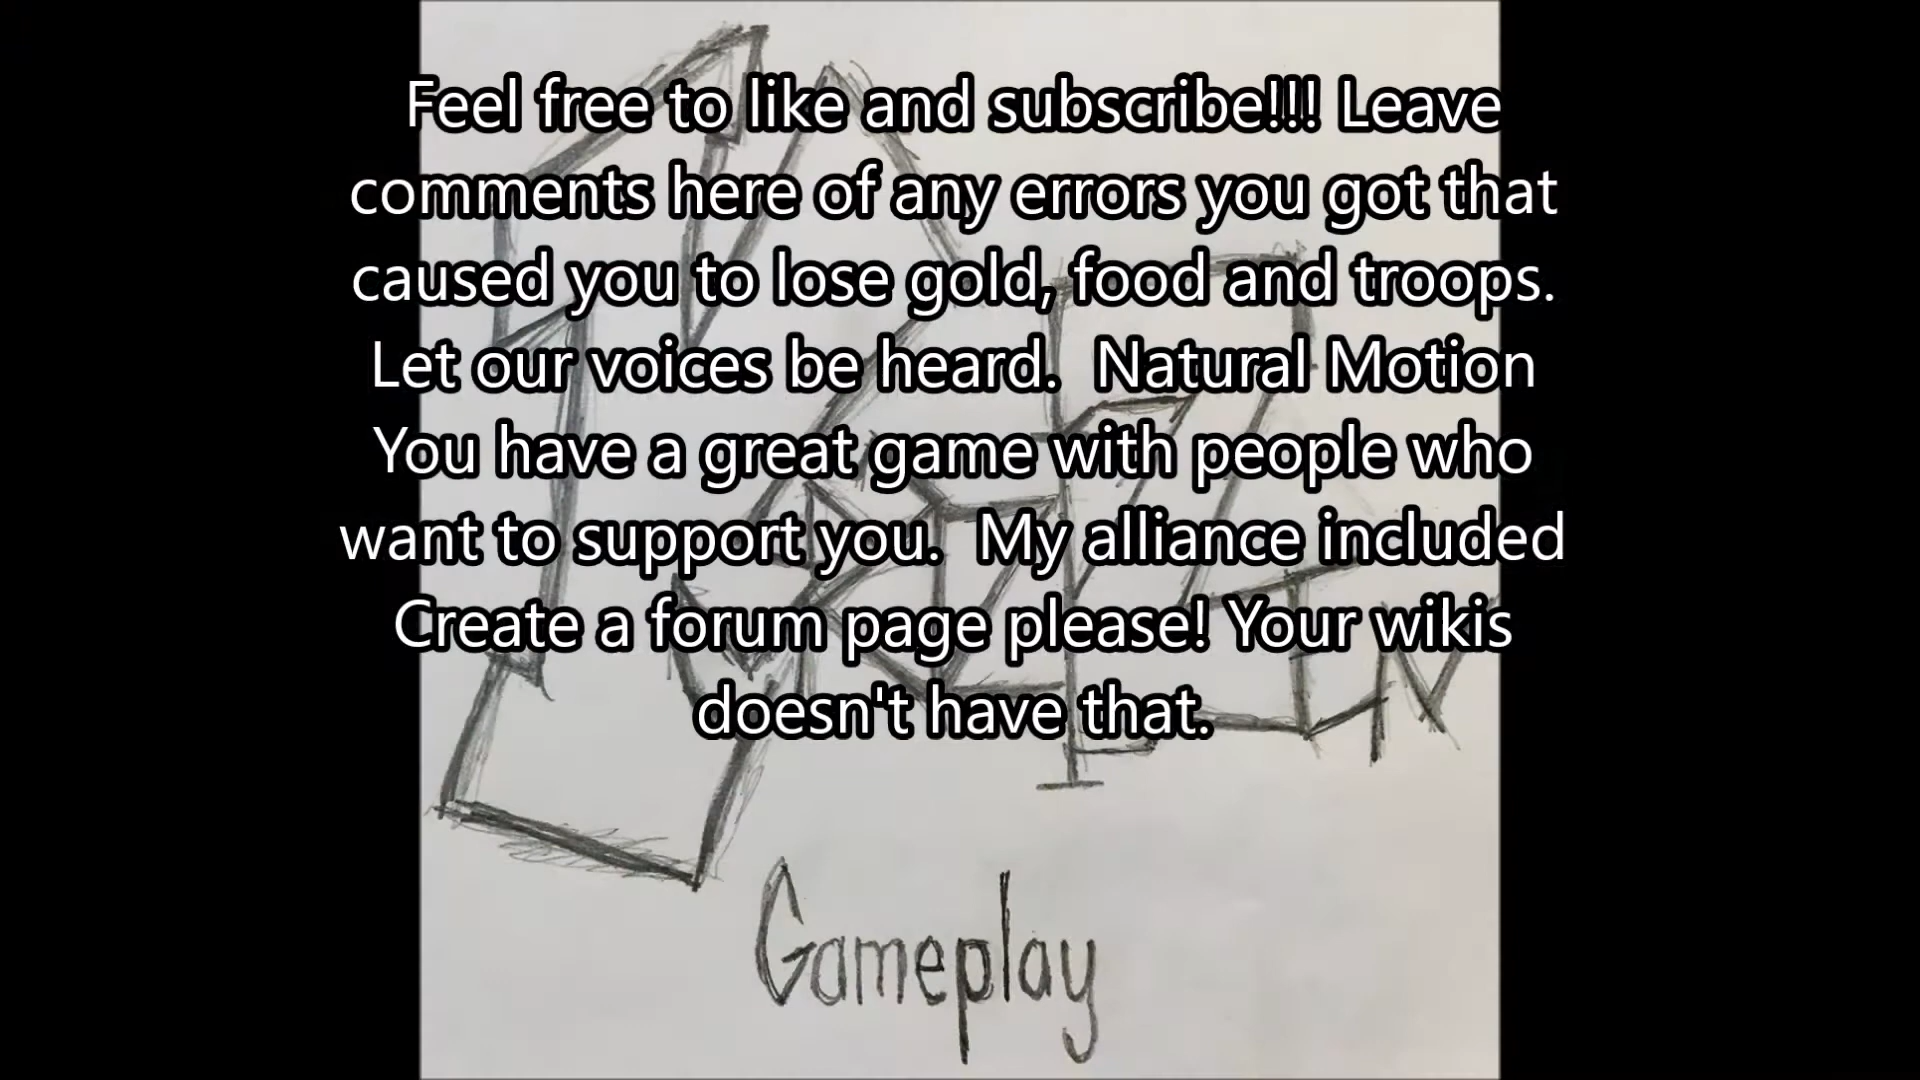 Feel free to like and subscribe!!! Leave
comments here of any errors you got that
caused you to lose gold, food and troops.
Let our voices be heard.  Natural Motion
You have a great game with people who
want to support you.  My alliance included
Create a forum page please! Your wikis
doesn't have that.
Gameplay